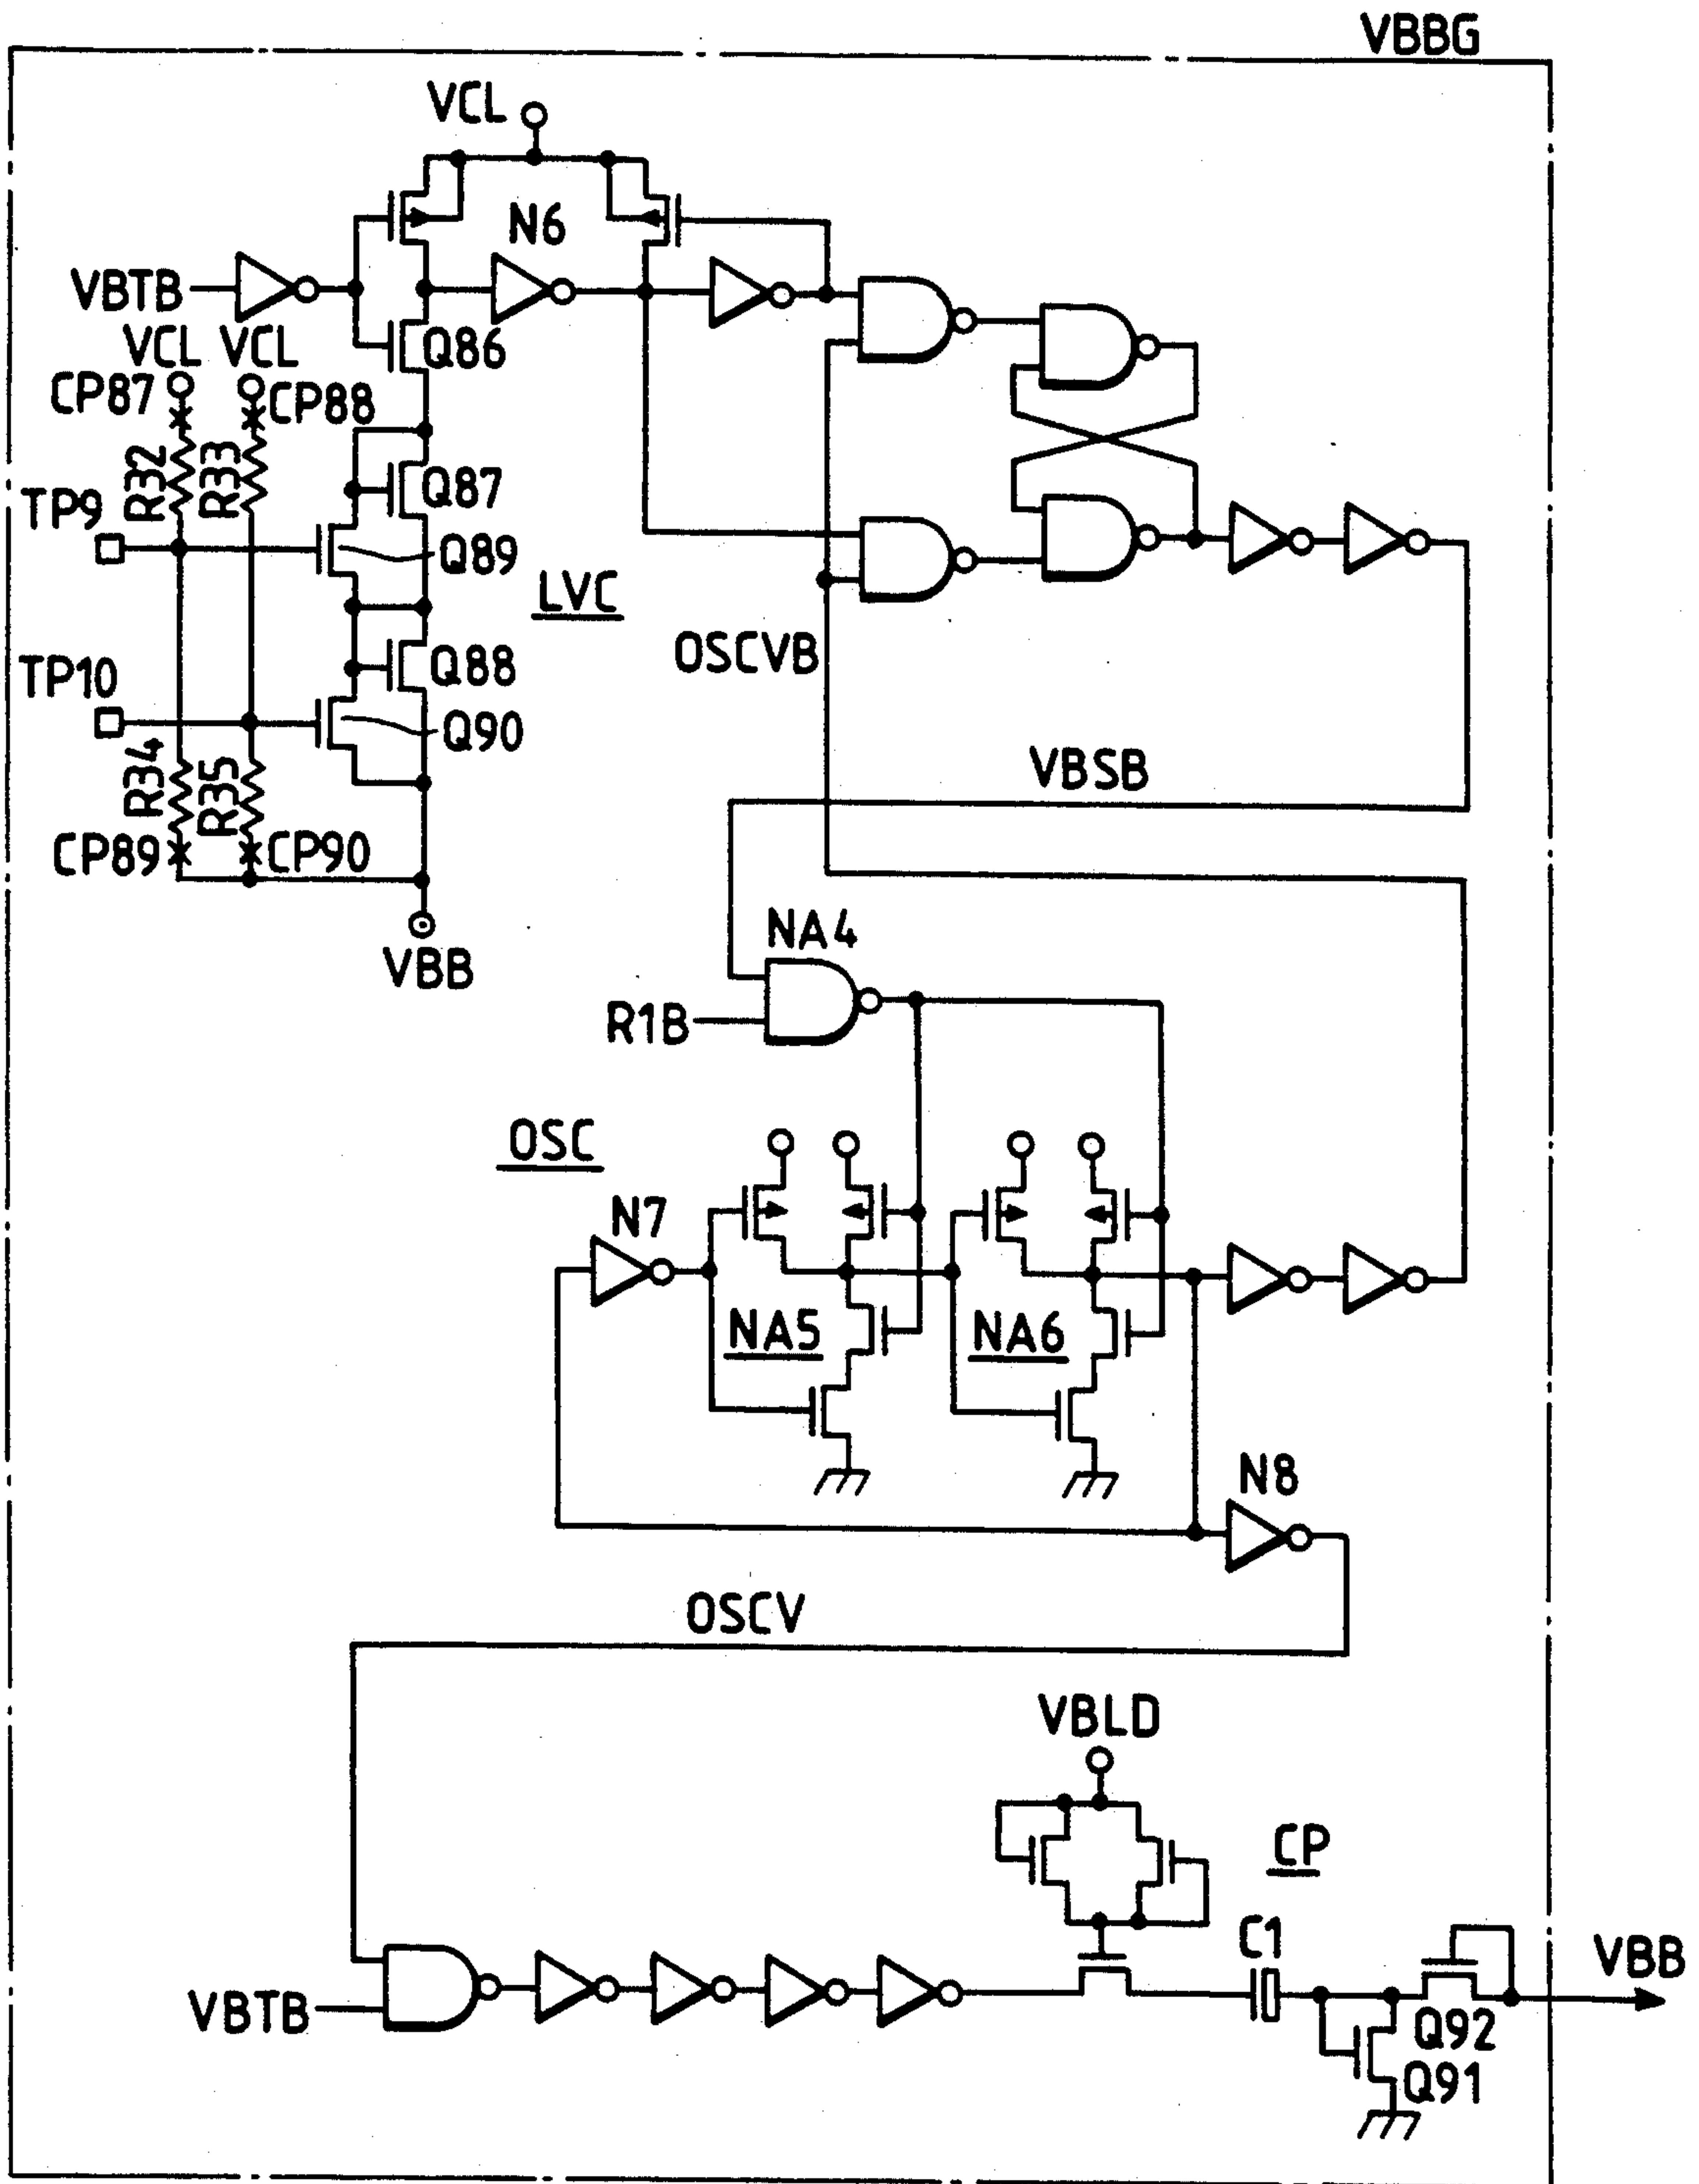 VBBG
VCL
N6
VBTB
VCL VCL
Q86
CP87
CP88
R32
R33
Q87
TP9
Q89
LVC
OSCVB
Q88
TP10
Q90
VBSB
R34
R35
CP89
CP90
NA4
VBB
R1B
OSC
N7
NA5
NA6
N8
OSCV
VBLD
CP
C1
VBB
VBTB
Q92
Q91